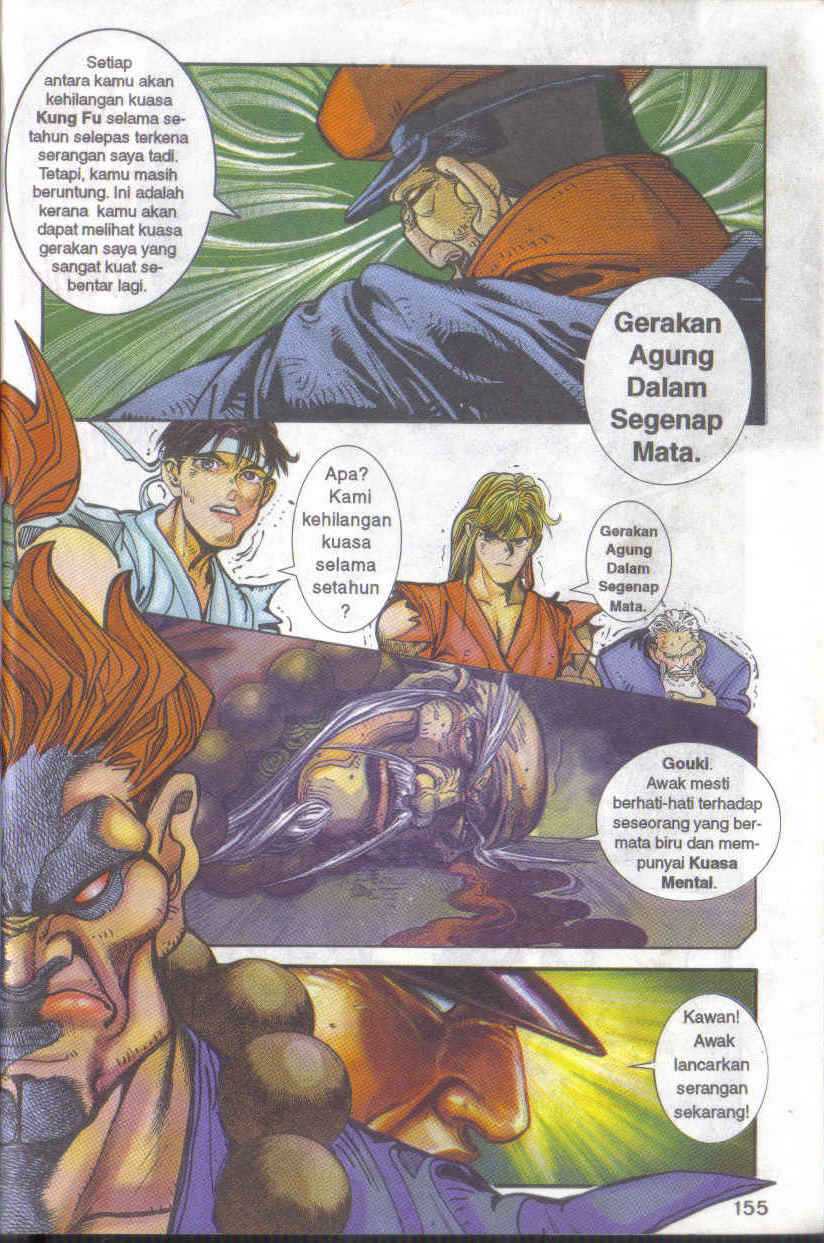 Setiap
antara kamu akan
kehilangan kuasa
Kung Fu selama se-
tahun selepas terkena
serangan saya tadi.
Tetapi, kamu masih
beruntung. Ini adalah
kerana kamu akan
dapat melihat kuasa
gerakan saya yang
sangat kuat se-
bentar lagi.
Gerakan
Agung
Dalam
Segenap
Mata.
Apa?
Kami
kehilangan
kuasa
selama
setahun
?
Gerakan
Agung
Dalam
Segenap
Mata.
Gouki.
Awak mesti
berhati-hati terhadap
seseorang yang ber-
mata biru dan mem-
punyai Kuasa
Mental.
Kawan!
Awak
lancarkan
serangan
sekarang!
155